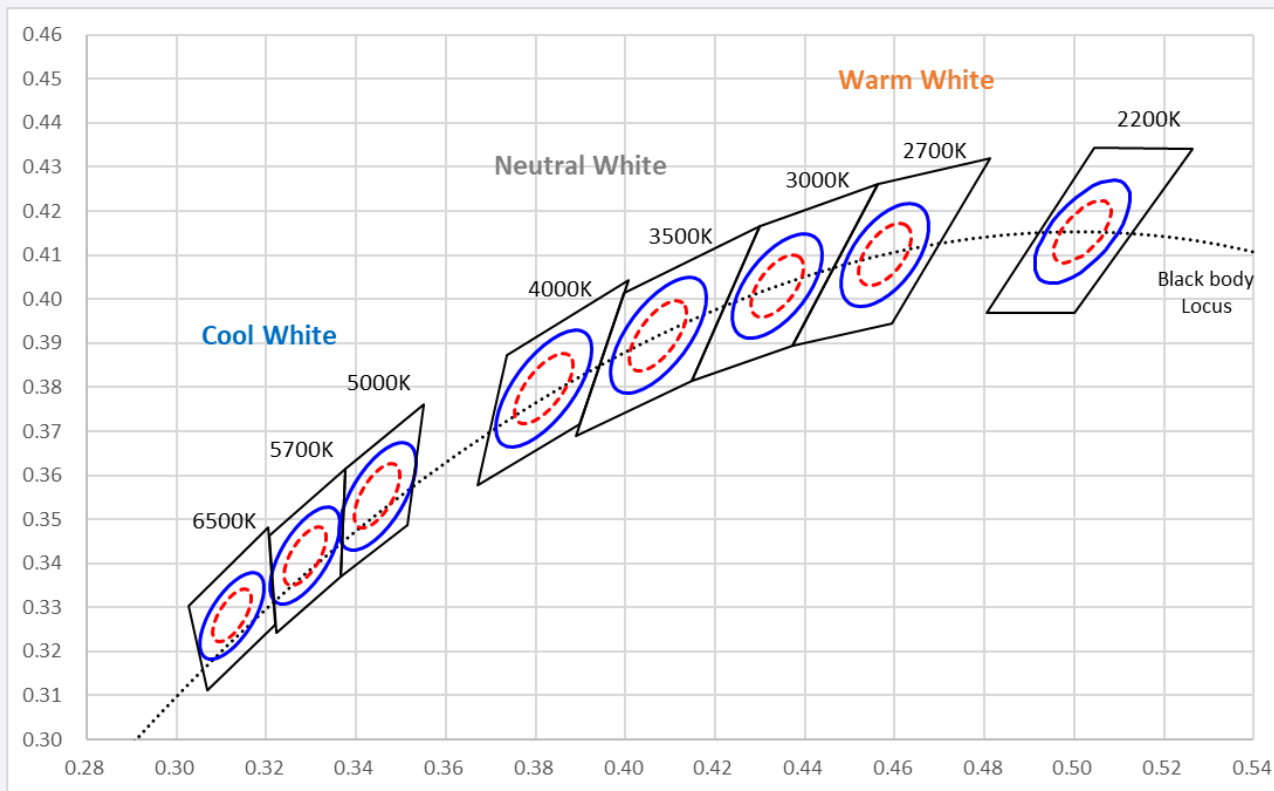 0.46
0.45
0.44
0.43
0.42
0.41
0.40
0.39
0.38
0.37
0.36
0.35
0.34
0.33
0.32
0.31
0.30
Warm White
2200K
2700K
Neutral White
3000K
3500K
4000K
Black body
Locus
Cool White
5000K
5700K
6500K
0.28 0.30 0.32 0.34 0.36 0.38 0.40 0.42 0.44 0.46 0.48 0.50 0.52 0.54